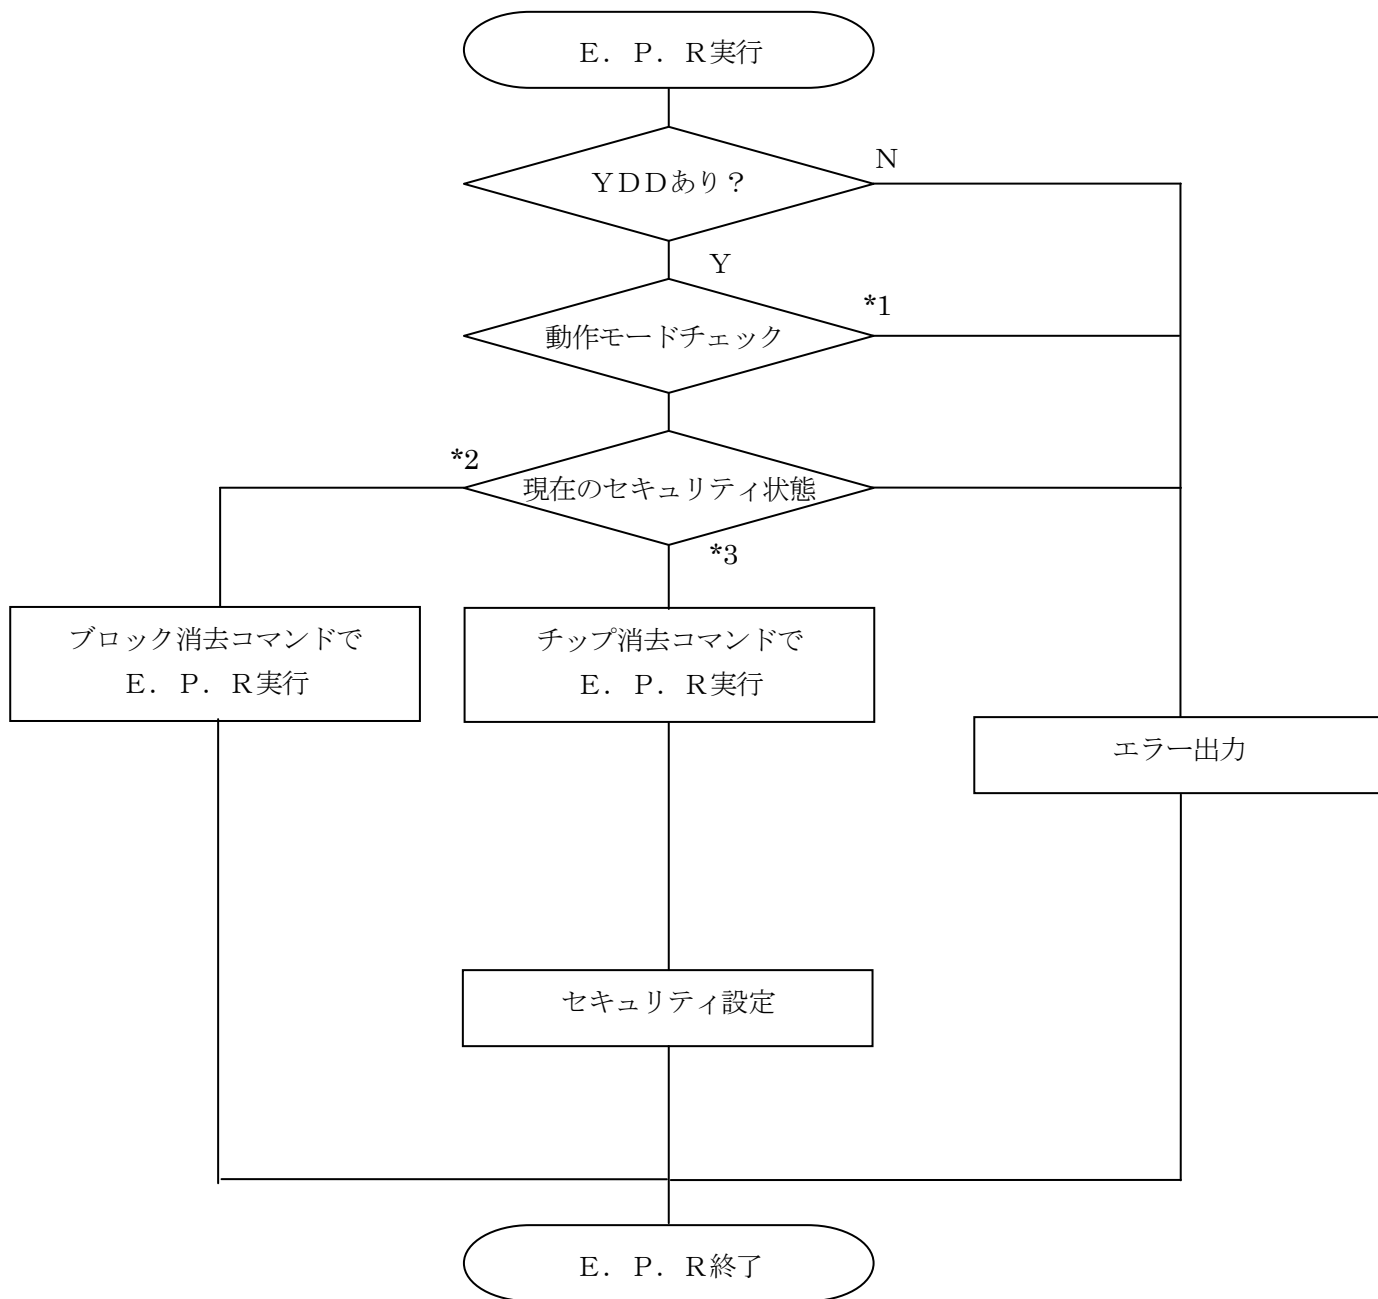 Ｅ．Ｐ．Ｒ実行
ＹＤＤあり？
Ｎ
Ｙ
動作モードチェック
*1
現在のセキュリティ状態
*2
*3
ブロック消去コマンドで
Ｅ．Ｐ．Ｒ実行
チップ消去コマンドで
Ｅ．Ｐ．Ｒ実行
エラー出力
セキュリティ設定
Ｅ．Ｐ．Ｒ終了